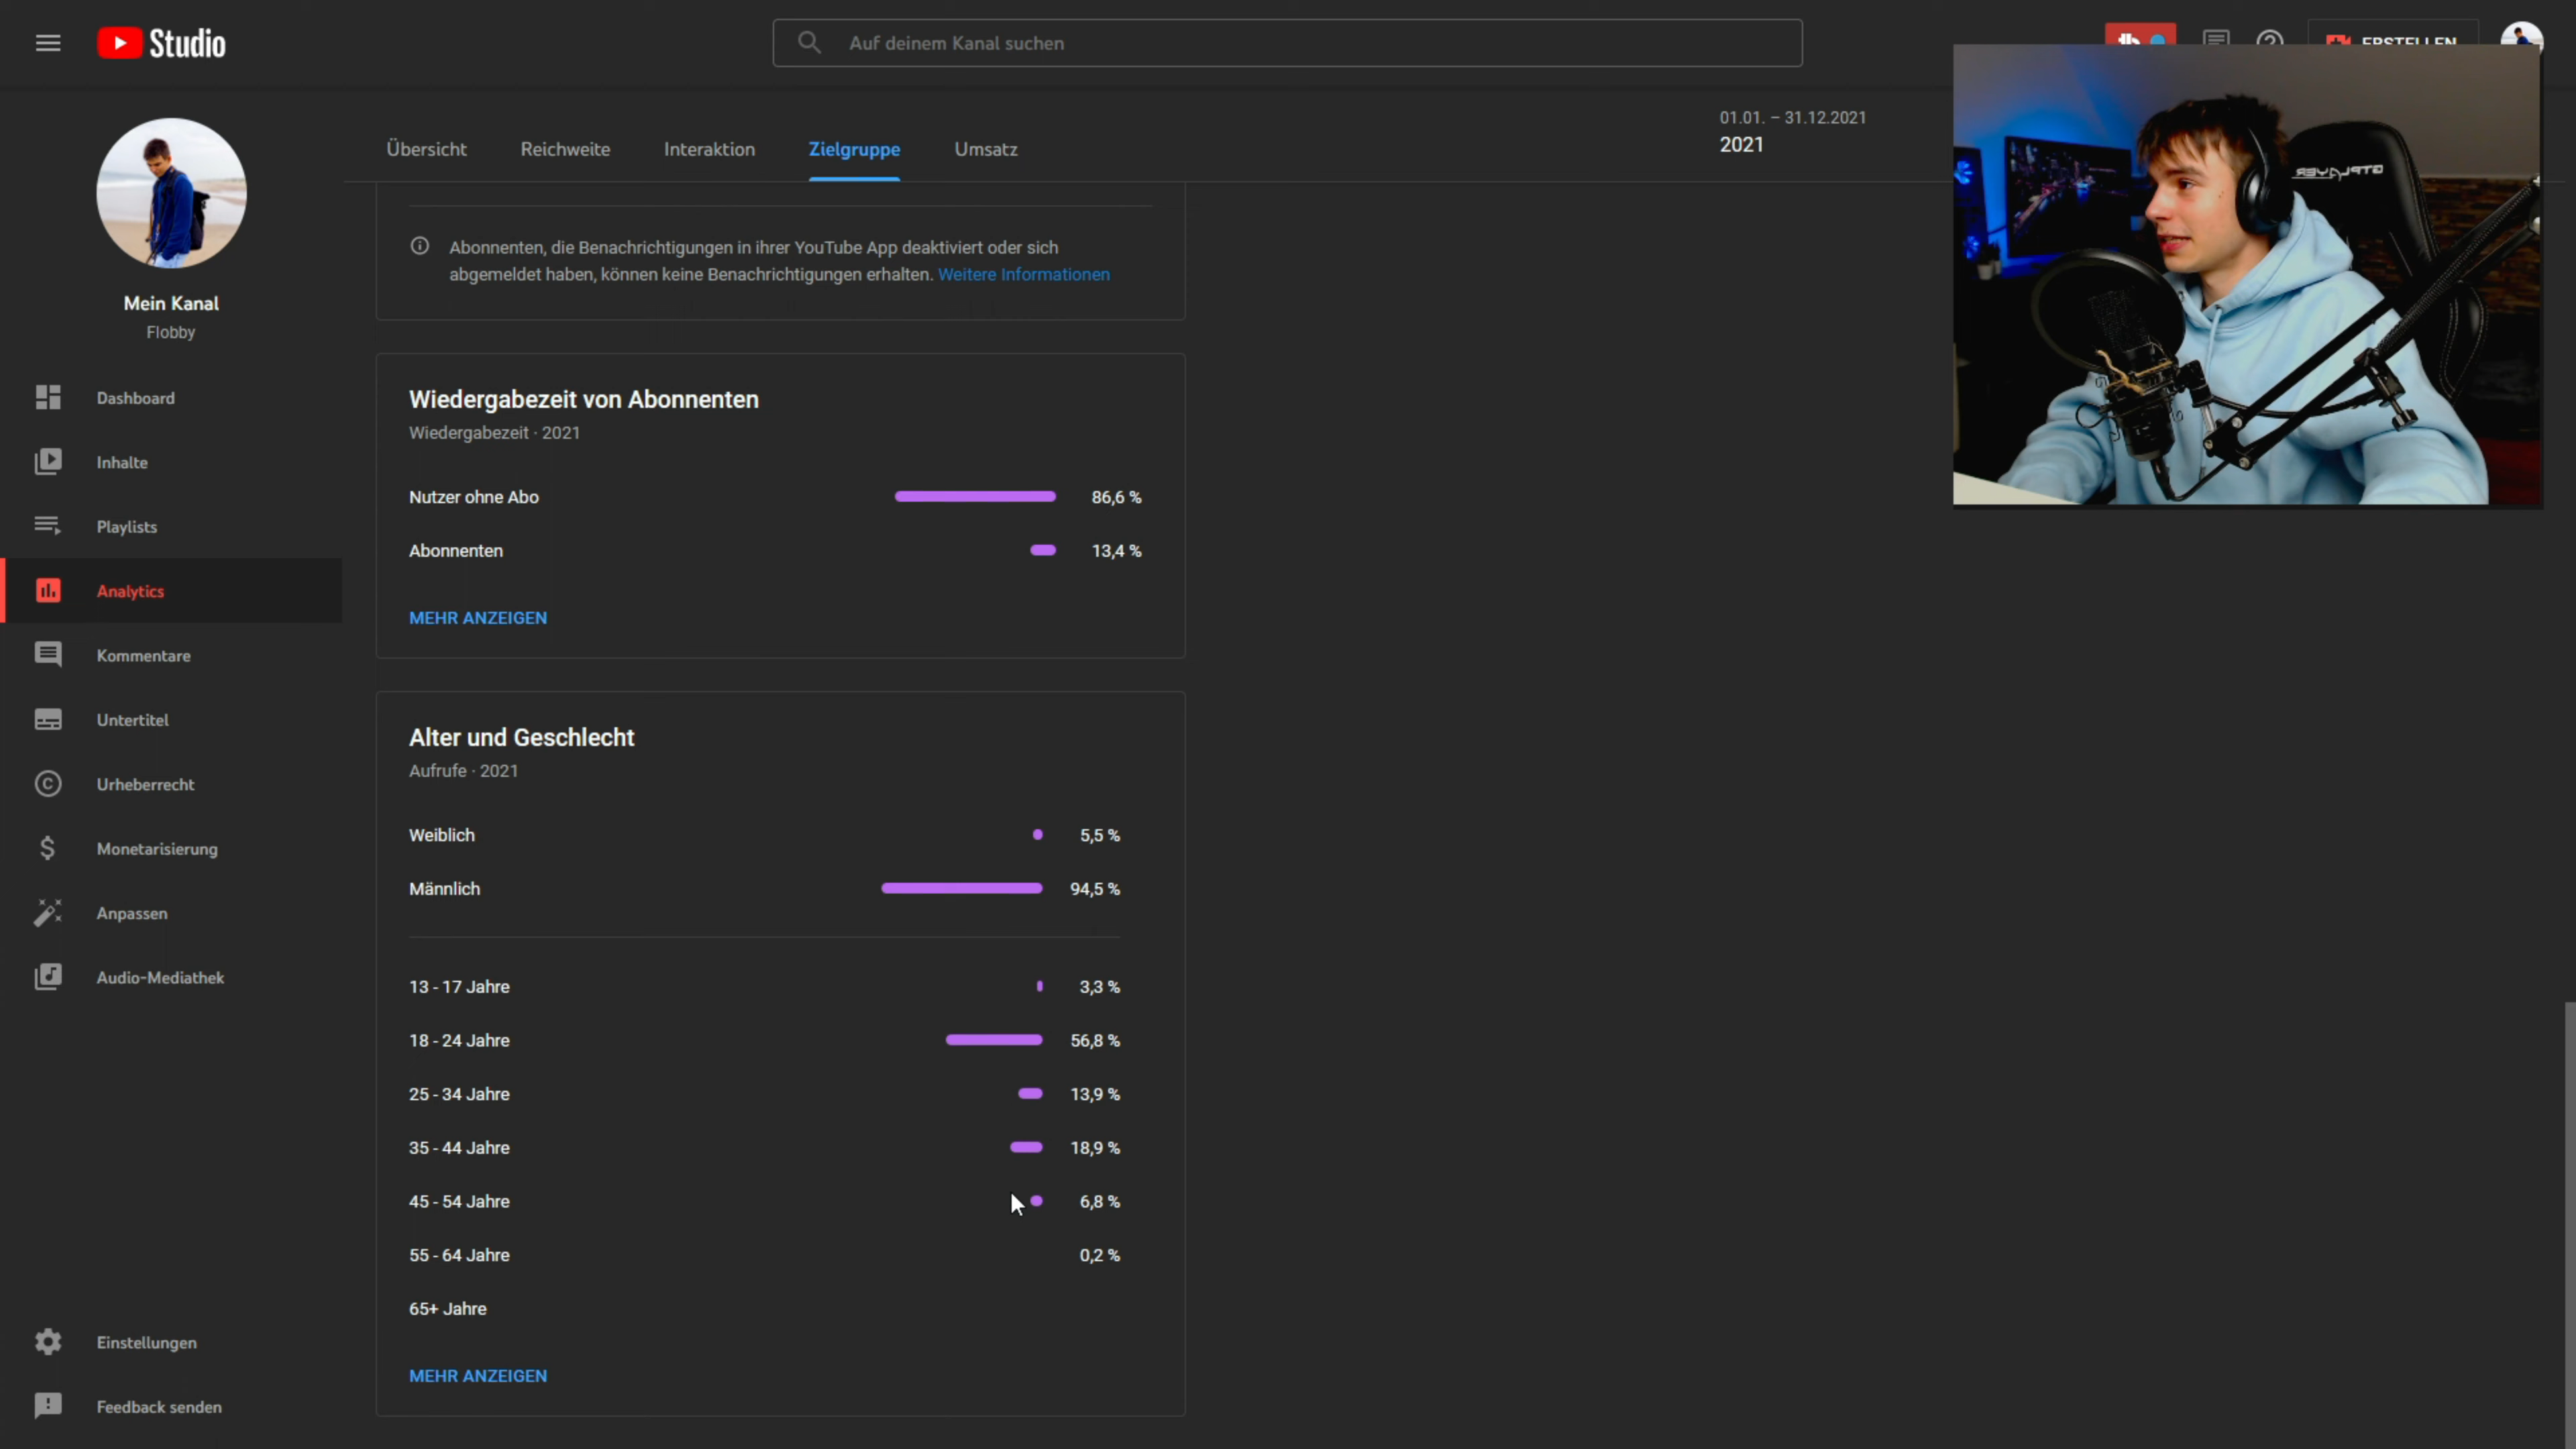 Studio
Auf deinem Kanal suchen
ERSTELLEN
Übersicht
Reichweite
Interaktion
Zielgruppe
Umsatz
01.01. – 31.12.2021
2021
Mein Kanal
Flobby
Dashboard
Inhalte
Playlists
Analytics
Kommentare
Untertitel
Urheberrecht
Monetarisierung
Anpassen
Audio-Mediathek
Einstellungen
Feedback senden
Abonnenten, die Benachrichtigungen in ihrer YouTube App deaktiviert oder sich
abgemeldet haben, können keine Benachrichtigungen erhalten. Weitere Informationen
Wiedergabezeit von Abonnenten
Wiedergabezeit · 2021
Nutzer ohne Abo 86,6 %
Abonnenten 13,4 %
MEHR ANZEIGEN
Alter und Geschlecht
Aufrufe · 2021
Weiblich 5,5 %
Männlich 94,5 %
13 - 17 Jahre 3,3 %
18 - 24 Jahre 56,8 %
25 - 34 Jahre 13,9 %
35 - 44 Jahre 18,9 %
45 - 54 Jahre 6,8 %
55 - 64 Jahre 0,2 %
65+ Jahre
MEHR ANZEIGEN
GTPLAYER